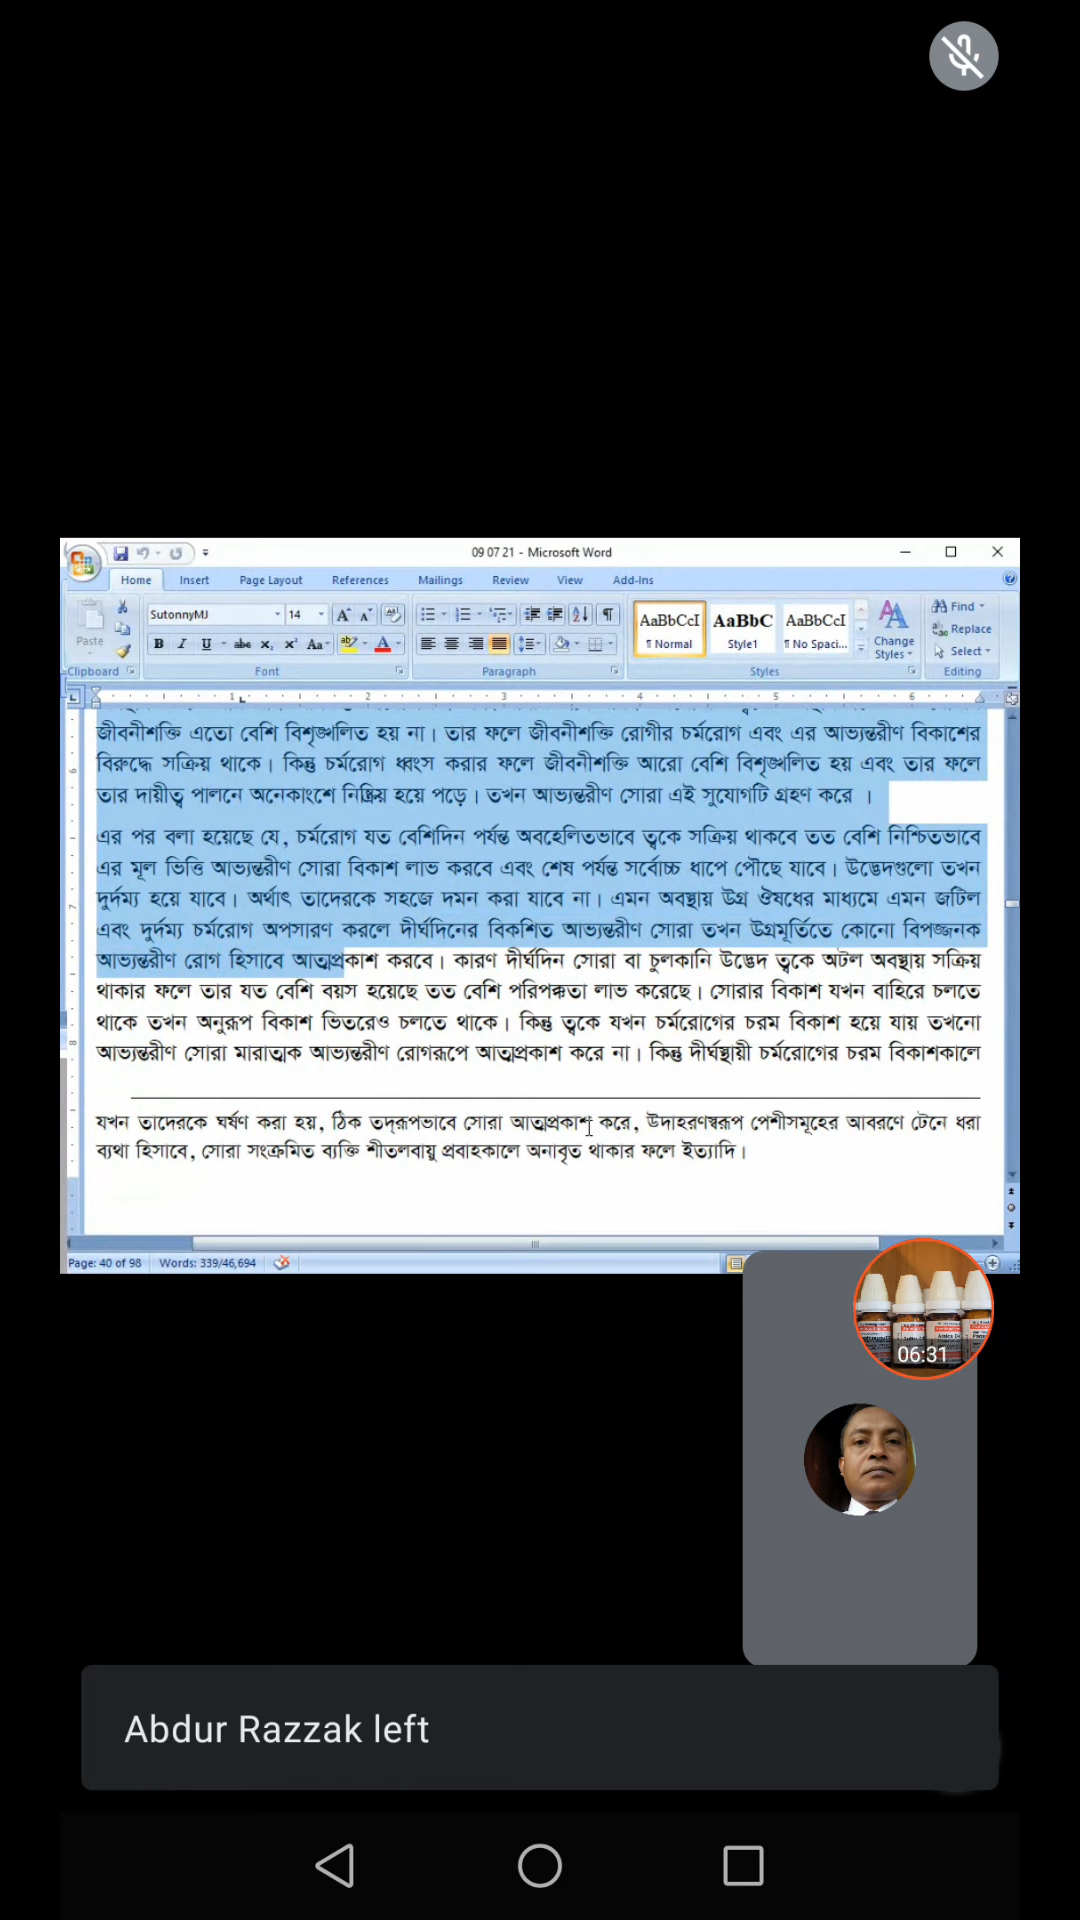 09 07 21 - Microsoft Word
Home Insert Page Layout References Mailings Review View Add-Ins
SutonnyMJ 14
Paste
Clipboard Font Paragraph Styles Editing
AaBbCcI AaBbC AaBbCcI
¶ Normal Style1 ¶ No Spaci...
Change Styles
Find
Replace
Select
1 2 3 4 5 6
জীবনীশক্তি এতো বেশি বিশৃঙ্খলিত হয় না। তার ফলে জীবনীশক্তি রোগীর চর্মরোগ এবং এর আভ্যন্তরীণ বিকাশের
বিরুদ্ধে সক্রিয় থাকে। কিন্তু চর্মরোগ ধ্বংস করার ফলে জীবনীশক্তি আরো বেশি বিশৃঙ্খলিত হয় এবং তার ফলে
তার দায়ীত্ব পালনে অনেকাংশে নিষ্ক্রিয় হয়ে পড়ে। তখন আভ্যন্তরীণ সোরা এই সুযোগটি গ্রহণ করে ।
এর পর বলা হয়েছে যে, চর্মরোগ যত বেশিদিন পর্যন্ত অবহেলিতভাবে ত্বকে সক্রিয় থাকবে তত বেশি নিশ্চিতভাবে
এর মূল ভিত্তি আভ্যন্তরীণ সোরা বিকাশ লাভ করবে এবং শেষ পর্যন্ত সর্বোচ্চ ধাপে পৌছে যাবে। উদ্ভেদগুলো তখন
দুর্দম্য হয়ে যাবে। অর্থাৎ তাদেরকে সহজে দমন করা যাবে না। এমন অবস্থায় উগ্র ঔষধের মাধ্যমে এমন জটিল
এবং দুর্দম্য চর্মরোগ অপসারণ করলে দীর্ঘদিনের বিকশিত আভ্যন্তরীণ সোরা তখন উগ্রমূর্তিতে কোনো বিপজ্জনক
আভ্যন্তরীণ রোগ হিসাবে আত্মপ্রকাশ করবে। কারণ দীর্ঘদিন সোরা বা চুলকানি উদ্ভেদ ত্বকে অটল অবস্থায় সক্রিয়
থাকার ফলে তার যত বেশি বয়স হয়েছে তত বেশি পরিপক্কতা লাভ করেছে। সোরার বিকাশ যখন বাহিরে চলতে
থাকে তখন অনুরূপ বিকাশ ভিতরেও চলতে থাকে। কিন্তু ত্বকে যখন চর্মরোগের চরম বিকাশ হয়ে যায় তখনো
আভ্যন্তরীণ সোরা মারাত্মক আভ্যন্তরীণ রোগরূপে আত্মপ্রকাশ করে না। কিন্তু দীর্ঘস্থায়ী চর্মরোগের চরম বিকাশকালে
যখন তাদেরকে ঘর্ষণ করা হয়, ঠিক তদ্‌রূপভাবে সোরা আত্মপ্রকাশ করে, উদাহরণস্বরূপ পেশীসমূহের আবরণে টেনে ধরা
ব্যথা হিসাবে, সোরা সংক্রমিত ব্যক্তি শীতলবায়ু প্রবাহকালে অনাবৃত থাকার ফলে ইত্যাদি।
Page: 40 of 98 Words: 339/46,694
06:31
Abdur Razzak left